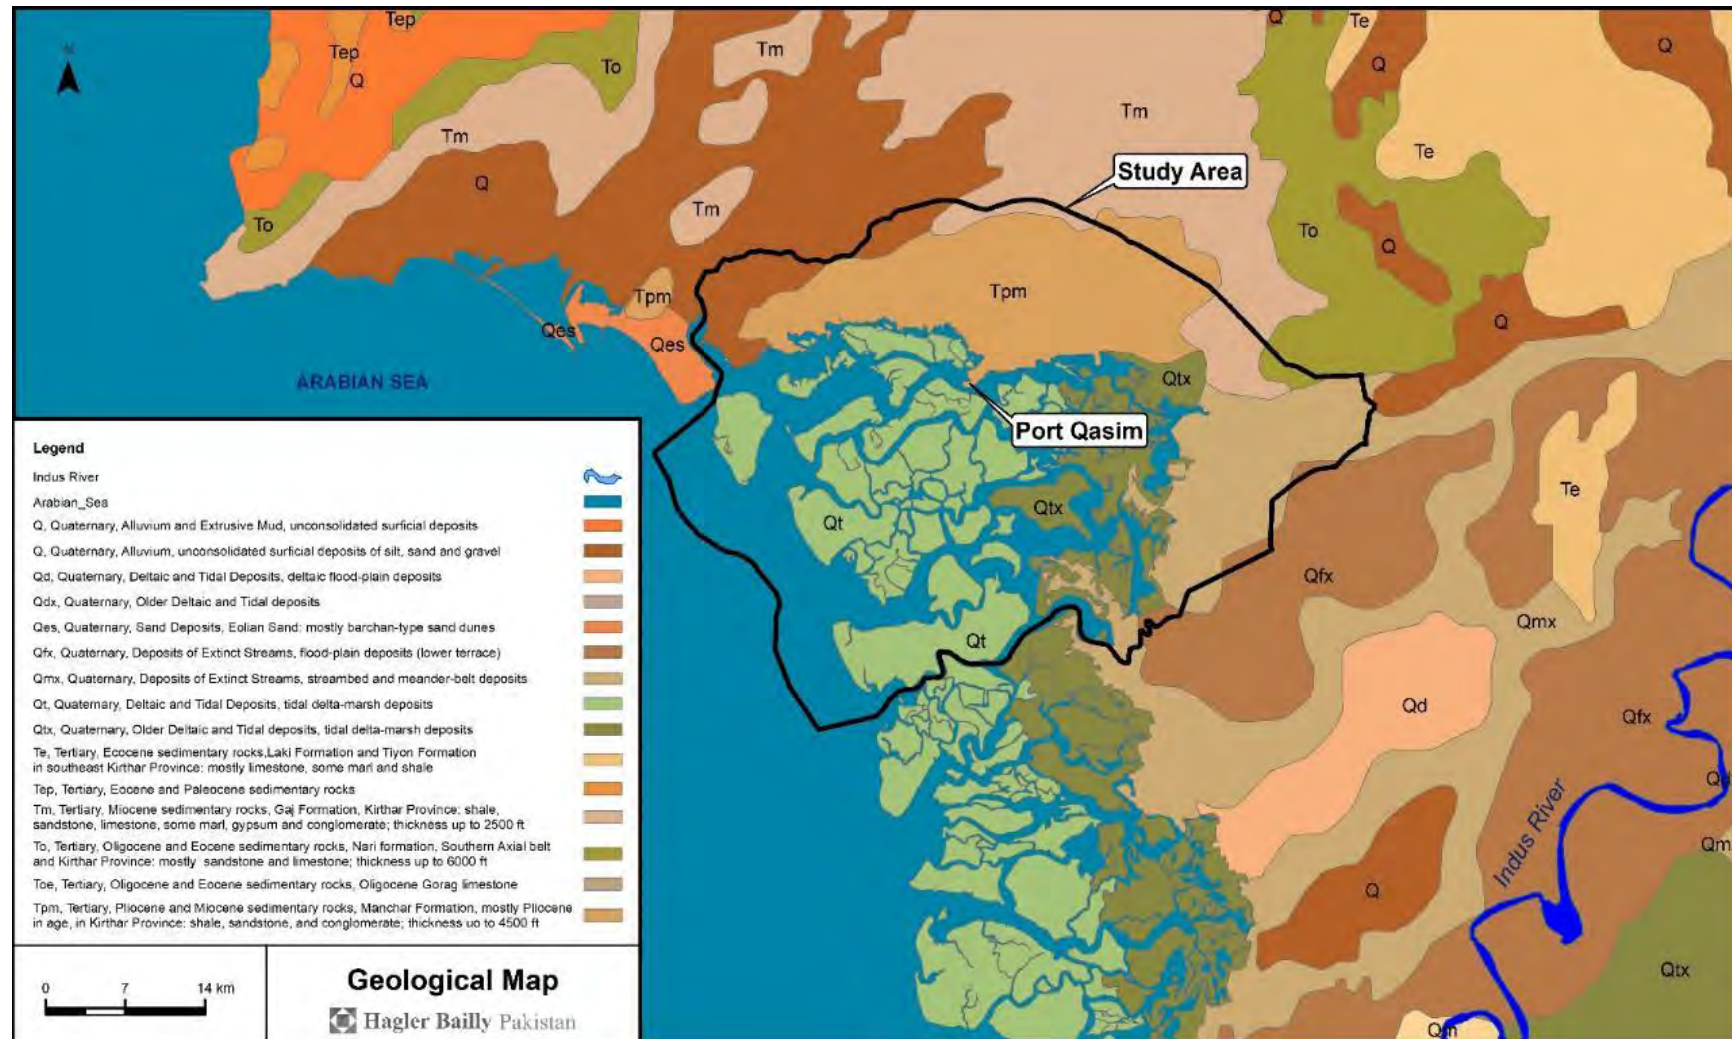 Tep
Tep
Q
To
Tm
Q
Te
Q
Q
Tm
Tm
Te
Study Area
Q
Tm
To
To
Q
Tpm
Tpm
Q
Qes
Qes
ARABIAN SEA
Qtx
Port Qasim
Te
Qt
Qtx
Qfx
Qmx
Qt
Qd
Qfx
Indus River
Qm
Q
Qtx
Qm
N
Legend
Indus River
Arabian_Sea
Q, Quaternary, Alluvium and Extrusive Mud, unconsolidated surficial deposits
Q, Quaternary, Alluvium, unconsolidated surficial deposits of silt, sand and gravel
Qd, Quaternary, Deltaic and Tidal Deposits, deltaic flood-plain deposits
Qdx, Quaternary, Older Deltaic and Tidal deposits
Qes, Quaternary, Sand Deposits, Eolian Sand: mostly barchan-type sand dunes
Qfx, Quaternary, Deposits of Extinct Streams, flood-plain deposits (lower terrace)
Qmx, Quaternary, Deposits of Extinct Streams, streambed and meander-belt deposits
Qt, Quaternary, Deltaic and Tidal Deposits, tidal delta-marsh deposits
Qtx, Quaternary, Older Deltaic and Tidal deposits, tidal delta-marsh deposits
Te, Tertiary, Ecocene sedimentary rocks,Laki Formation and Tiyon Formation
in southeast Kirthar Province: mostly limestone, some marl and shale
Tep, Tertiary, Eocene and Paleocene sedimentary rocks
Tm, Tertiary, Miocene sedimentary rocks, Gaj Formation, Kirthar Province: shale,
sandstone, limestone, some marl, gypsum and conglomerate; thickness up to 2500 ft
To, Tertiary, Oligocene and Eocene sedimentary rocks, Nari formation, Southern Axial belt
and Kirthar Province: mostly sandstone and limestone; thickness up to 6000 ft
Toe, Tertiary, Oligocene and Eocene sedimentary rocks, Oligocene Gorag limestone
Tpm, Tertiary, Pliocene and Miocene sedimentary rocks, Manchar Formation, mostly Pliocene
in age, in Kirthar Province: shale, sandstone, and conglomerate; thickness uo to 4500 ft
0 7 14 km
Geological Map
Hagler Bailly Pakistan